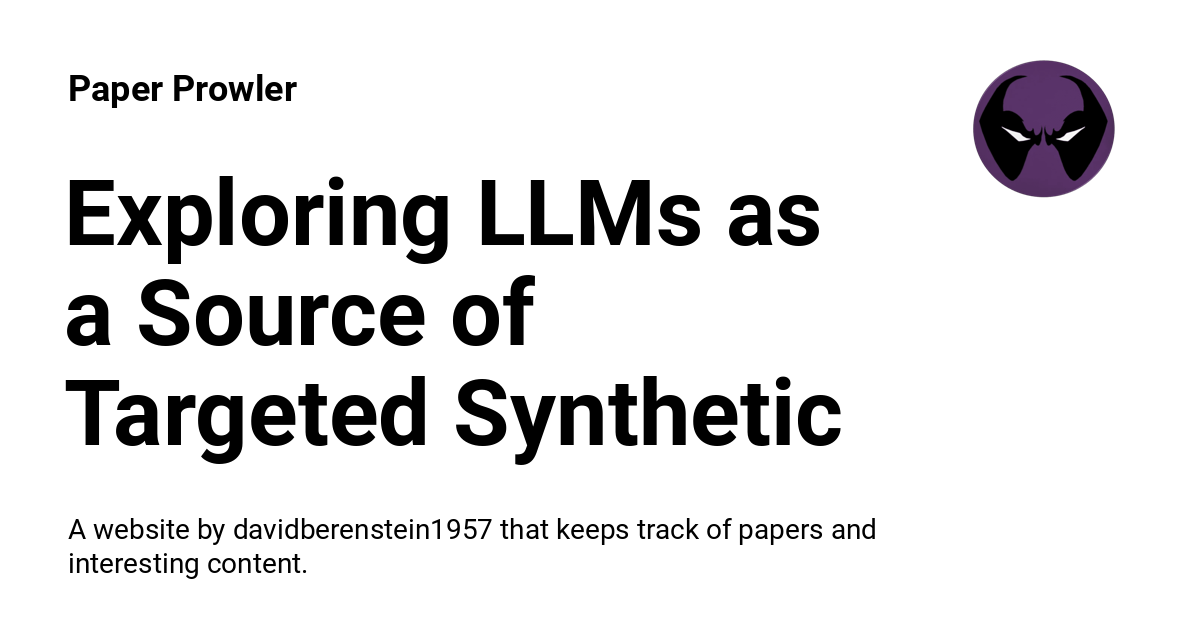 Paper Prowler
Exploring LLMs as
a Source of
Targeted Synthetic
A website by davidberenstein1957 that keeps track of papers and
interesting content.